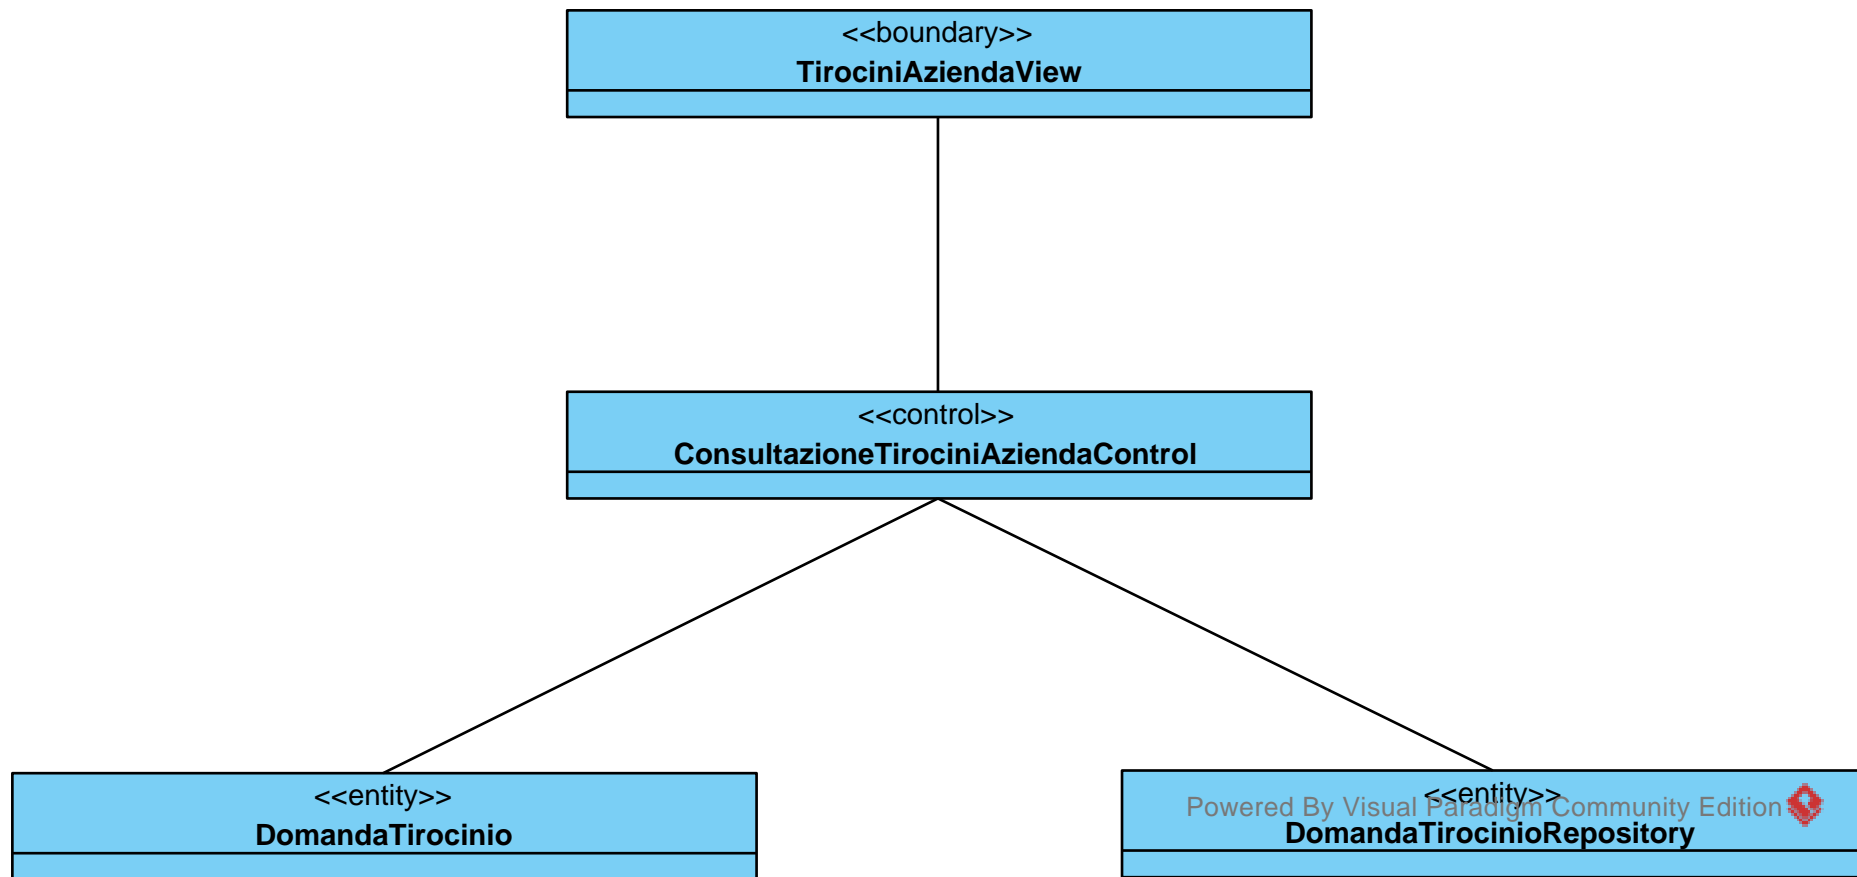 <<boundary>>
TirociniAziendaView
<<control>>
ConsultazioneTirociniAziendaControl
<<entity>>
DomandaTirocinio
<<entity>>
Powered By Visual Paradigm Community Edition
DomandaTirocinioRepository